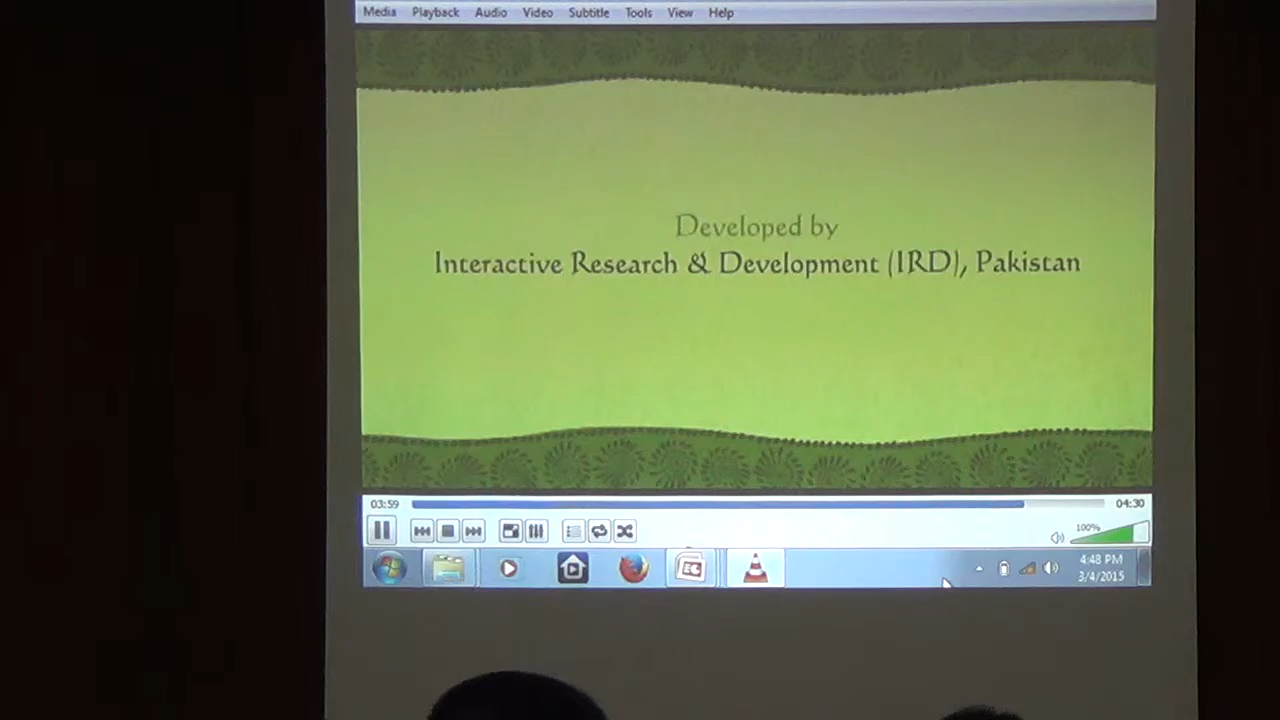 Media Playback Audio Video Subtitle Tools View Help
Developed by
Interactive Research & Development (IRD), Pakistan
03:59
04:30
100%
4:48 PM
3/4/2015